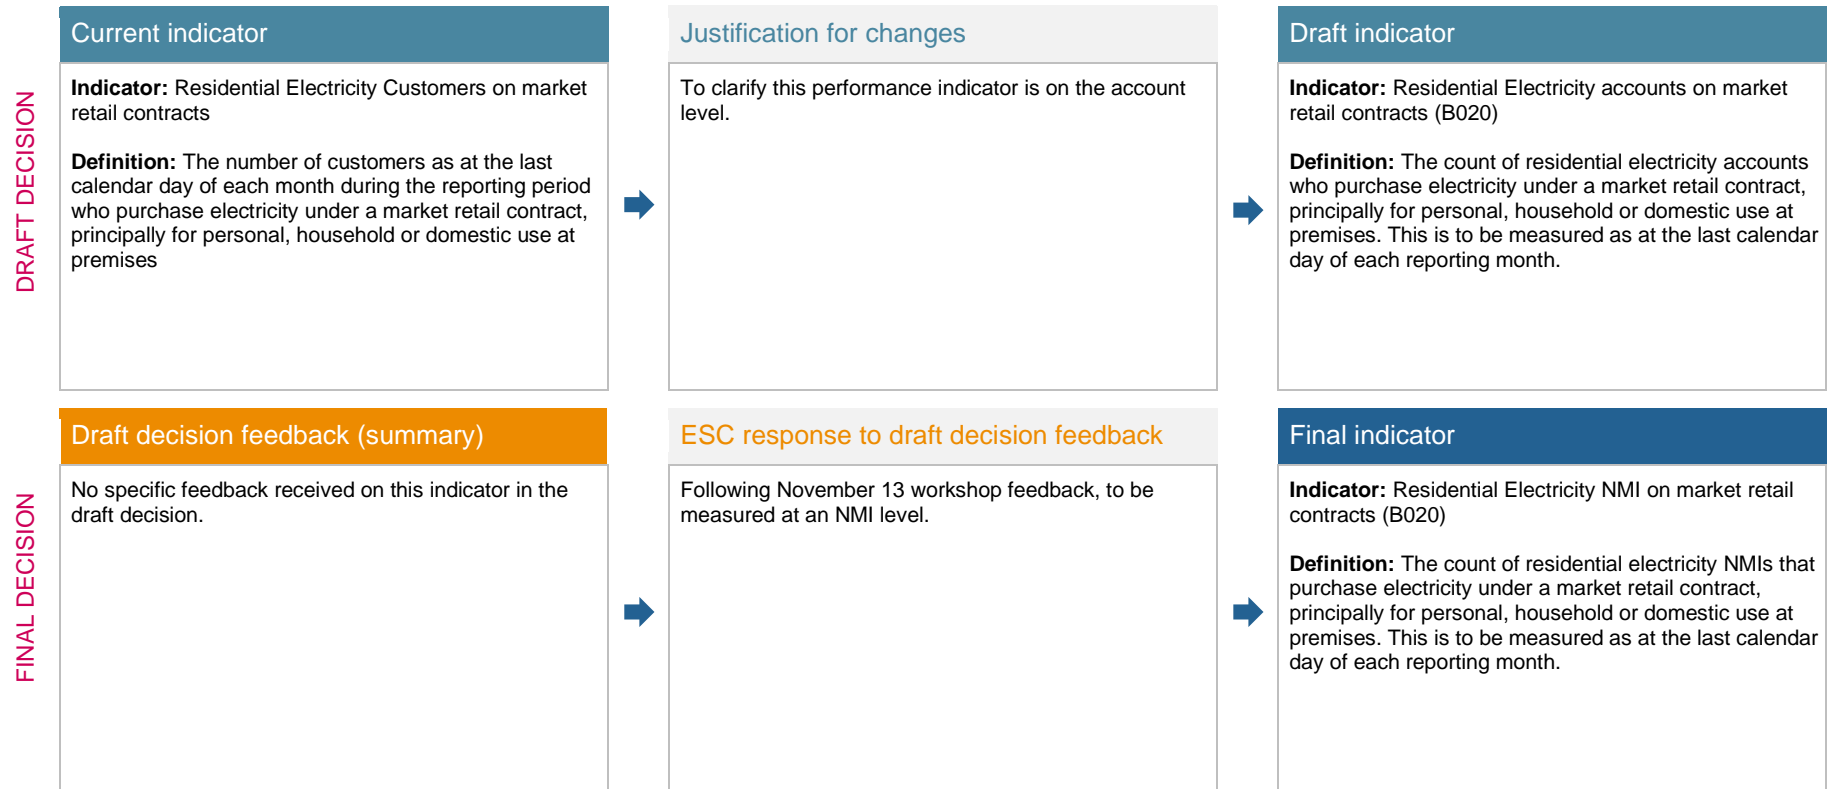 DRAFT DECISION
Current indicator
Indicator: Residential Electricity Customers on market
retail contracts
Definition: The number of customers as at the last
calendar day of each month during the reporting period
who purchase electricity under a market retail contract,
principally for personal, household or domestic use at
premises
Justification for changes
To clarify this performance indicator is on the account
level.
Draft indicator
Indicator: Residential Electricity accounts on market
retail contracts (B020)
Definition: The count of residential electricity accounts
who purchase electricity under a market retail contract,
principally for personal, household or domestic use at
premises. This is to be measured as at the last calendar
day of each reporting month.
FINAL DECISION
Draft decision feedback (summary)
No specific feedback received on this indicator in the
draft decision.
ESC response to draft decision feedback
Following November 13 workshop feedback, to be
measured at an NMI level.
Final indicator
Indicator: Residential Electricity NMI on market retail
contracts (B020)
Definition: The count of residential electricity NMIs that
purchase electricity under a market retail contract,
principally for personal, household or domestic use at
premises. This is to be measured as at the last calendar
day of each reporting month.